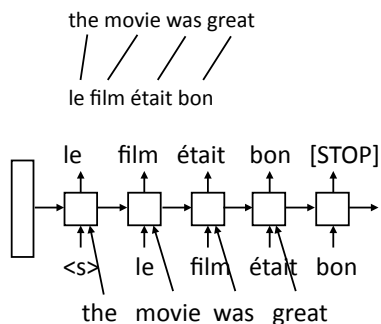 the movie was great
le film était bon
le film était bon [STOP]
<s> le film était bon
the movie was great